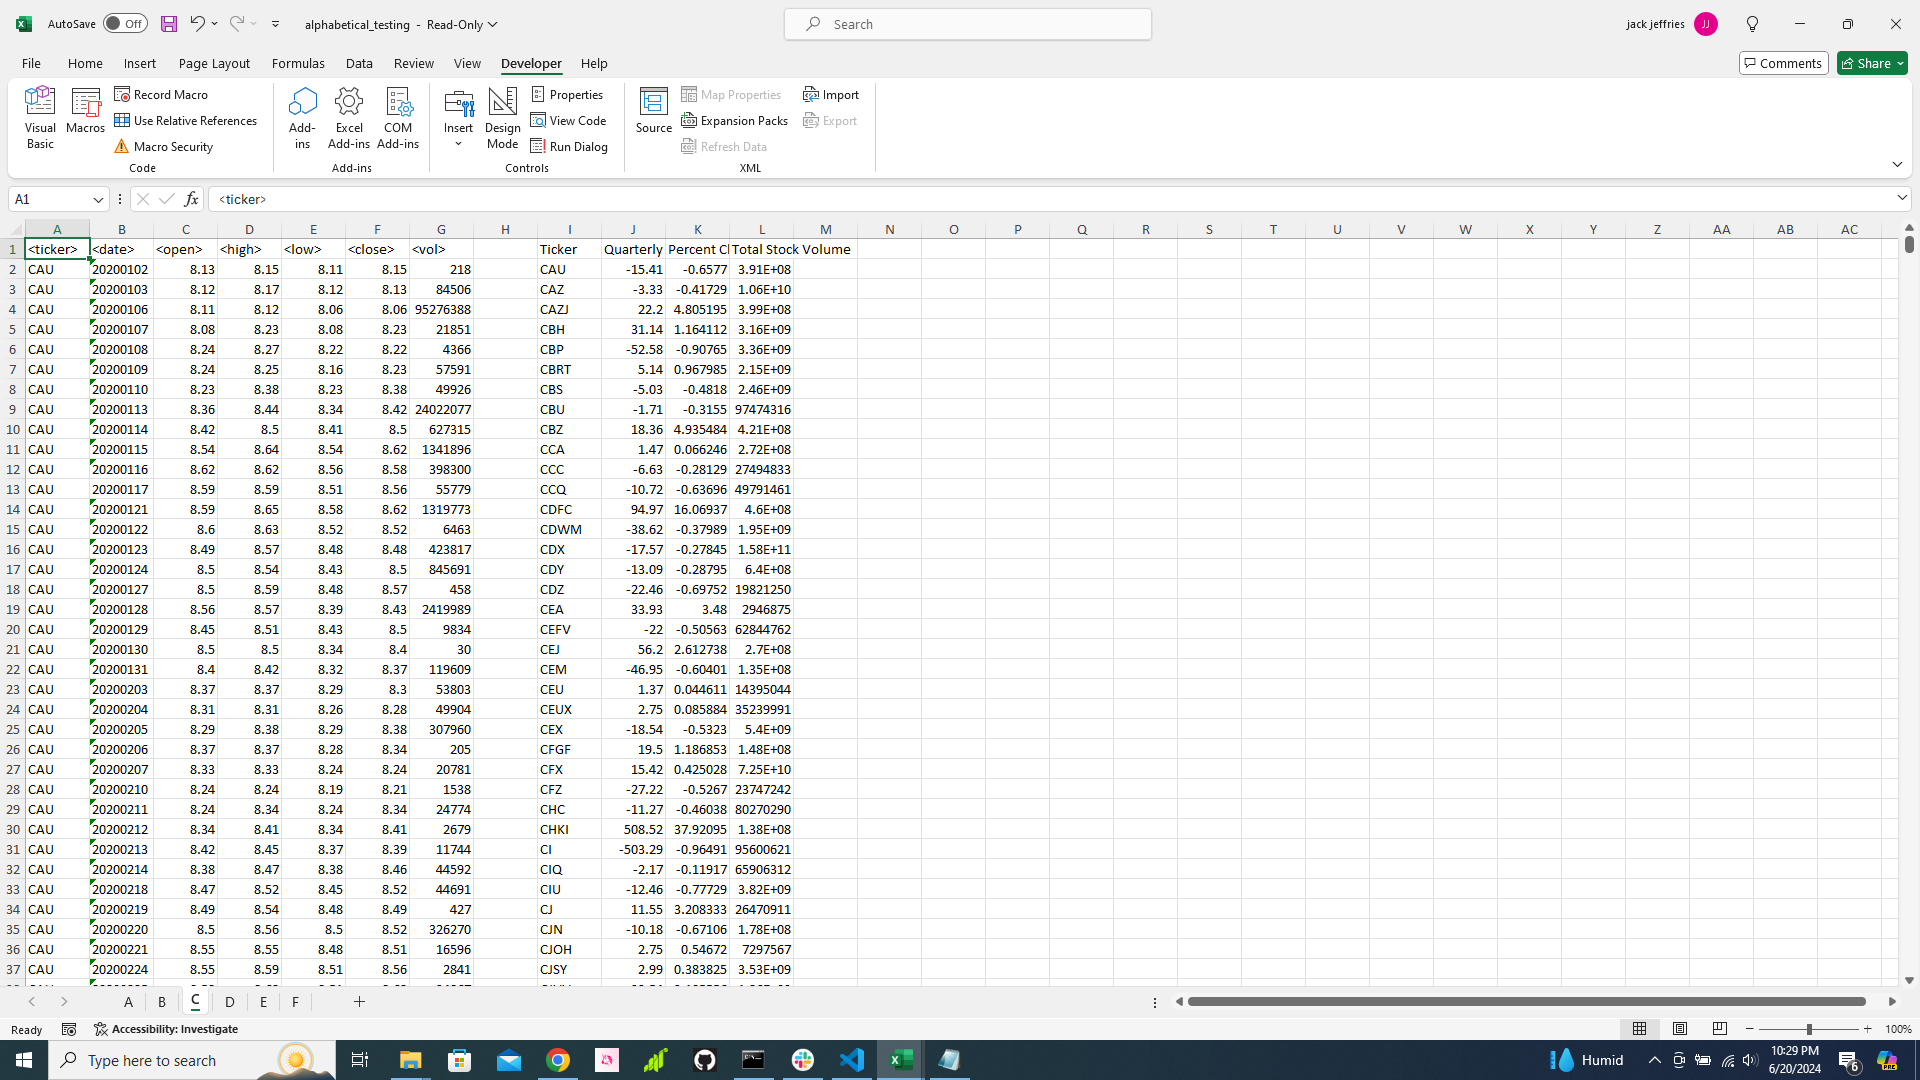 AutoSave Off alphabetical_testing - Read-Only Search jack jeffries JJ
File Home Insert Page Layout Formulas Data Review View Developer Help Comments Share
Visual Basic Macros Record Macro Use Relative References Macro Security Code
Add-ins Excel Add-ins COM Add-ins Add-ins
Insert Design Mode Properties View Code Run Dialog Controls
Source Map Properties Expansion Packs Refresh Data Import Export XML
A1 fx <ticker>
A B C D E F G H I J K L M N O P Q R S T U V W X Y Z AA AB AC
1 <ticker> <date> <open> <high> <low> <close> <vol> Ticker Quarterly Percent Cl Total Stock Volume
2 CAU 20200102 8.13 8.15 8.11 8.15 218 CAU -15.41 -0.6577 3.91E+08
3 CAU 20200103 8.12 8.17 8.12 8.13 84506 CAZ -3.33 -0.41729 1.06E+10
4 CAU 20200106 8.11 8.12 8.06 8.06 95276388 CAZJ 22.2 4.805195 3.99E+08
5 CAU 20200107 8.08 8.23 8.08 8.23 21851 CBH 31.14 1.164112 3.16E+09
6 CAU 20200108 8.24 8.27 8.22 8.22 4366 CBP -52.58 -0.90765 3.36E+09
7 CAU 20200109 8.24 8.25 8.16 8.23 57591 CBRT 5.14 0.967985 2.15E+09
8 CAU 20200110 8.23 8.38 8.23 8.38 49926 CBS -5.03 -0.4818 2.46E+09
9 CAU 20200113 8.36 8.44 8.34 8.42 24022077 CBU -1.71 -0.3155 97474316
10 CAU 20200114 8.42 8.5 8.41 8.5 627315 CBZ 18.36 4.935484 4.21E+08
11 CAU 20200115 8.54 8.64 8.54 8.62 1341896 CCA 1.47 0.066246 2.72E+08
12 CAU 20200116 8.62 8.62 8.56 8.58 398300 CCC -6.63 -0.28129 27494833
13 CAU 20200117 8.59 8.59 8.51 8.56 55779 CCQ -10.72 -0.63696 49791461
14 CAU 20200121 8.59 8.65 8.58 8.62 1319773 CDFC 94.97 16.06937 4.6E+08
15 CAU 20200122 8.6 8.63 8.52 8.52 6463 CDWM -38.62 -0.37989 1.95E+09
16 CAU 20200123 8.49 8.57 8.48 8.48 423817 CDX -17.57 -0.27845 1.58E+11
17 CAU 20200124 8.5 8.54 8.43 8.5 845691 CDY -13.09 -0.28795 6.4E+08
18 CAU 20200127 8.5 8.59 8.48 8.57 458 CDZ -22.46 -0.69752 19821250
19 CAU 20200128 8.56 8.57 8.39 8.43 2419989 CEA 33.93 3.48 2946875
20 CAU 20200129 8.45 8.51 8.43 8.5 9834 CEFV -22 -0.50563 62844762
21 CAU 20200130 8.5 8.5 8.34 8.4 30 CEJ 56.2 2.612738 2.7E+08
22 CAU 20200131 8.4 8.42 8.32 8.37 119609 CEM -46.95 -0.60401 1.35E+08
23 CAU 20200203 8.37 8.37 8.29 8.3 53803 CEU 1.37 0.044611 14395044
24 CAU 20200204 8.31 8.31 8.26 8.28 49904 CEUX 2.75 0.085884 35239991
25 CAU 20200205 8.29 8.38 8.29 8.38 307960 CEX -18.54 -0.5323 5.4E+09
26 CAU 20200206 8.37 8.37 8.28 8.34 205 CFGF 19.5 1.186853 1.48E+08
27 CAU 20200207 8.33 8.33 8.24 8.24 20781 CFX 15.42 0.425028 7.25E+10
28 CAU 20200210 8.24 8.24 8.19 8.21 1538 CFZ -27.22 -0.5267 23747242
29 CAU 20200211 8.24 8.34 8.24 8.34 24774 CHC -11.27 -0.46038 80270290
30 CAU 20200212 8.34 8.41 8.34 8.41 2679 CHKI 508.52 37.92095 1.38E+08
31 CAU 20200213 8.42 8.45 8.37 8.39 11744 CI -503.29 -0.96491 95600621
32 CAU 20200214 8.38 8.47 8.38 8.46 44592 CIQ -2.17 -0.11917 65906312
33 CAU 20200218 8.47 8.52 8.45 8.52 44691 CIU -12.46 -0.77729 3.82E+09
34 CAU 20200219 8.49 8.54 8.48 8.49 427 CJ 11.55 3.208333 26470911
35 CAU 20200220 8.5 8.56 8.5 8.52 326270 CJN -10.18 -0.67106 1.78E+08
36 CAU 20200221 8.55 8.55 8.48 8.51 16596 CJOH 2.75 0.54672 7297567
37 CAU 20200224 8.55 8.59 8.51 8.56 2841 CJSY 2.99 0.383825 3.53E+09
A B C D E F
Ready Accessibility: Investigate 100%
Type here to search Humid 10:29 PM
6/20/2024 6